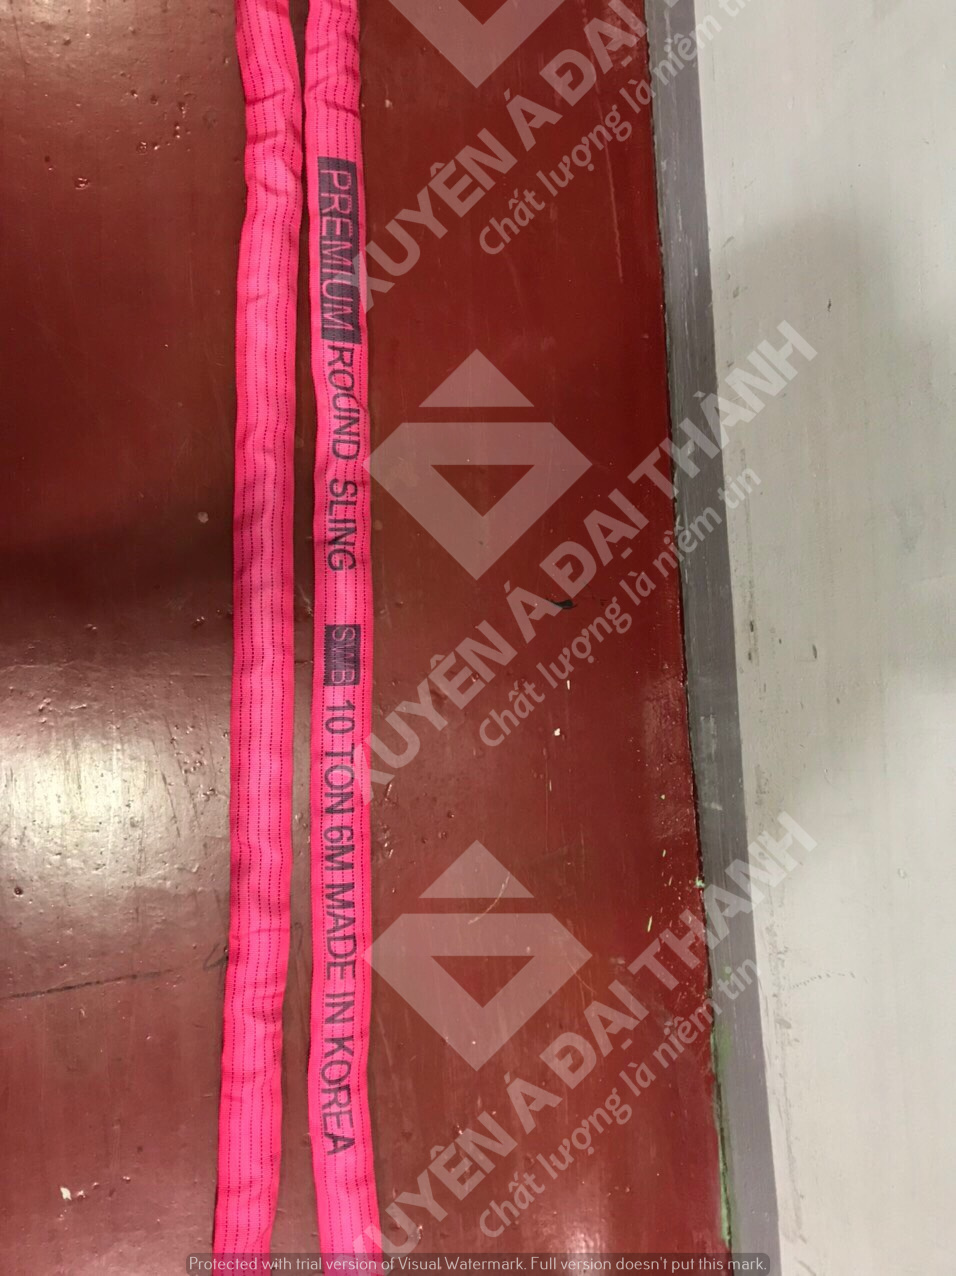 PREMIUM ROUND SLING SWB 10 TON 6M MADE IN KOREA
XUYÊN Á ĐẠI
Chất lượng là niềm tin
XUYÊN Á ĐẠI THÀNH
Chất lượng là niềm tin
XUYÊN Á ĐẠI THÀNH
Chất lượng là niềm tin
Protected with trial version of Visual Watermark. Full version doesn't put this mark.